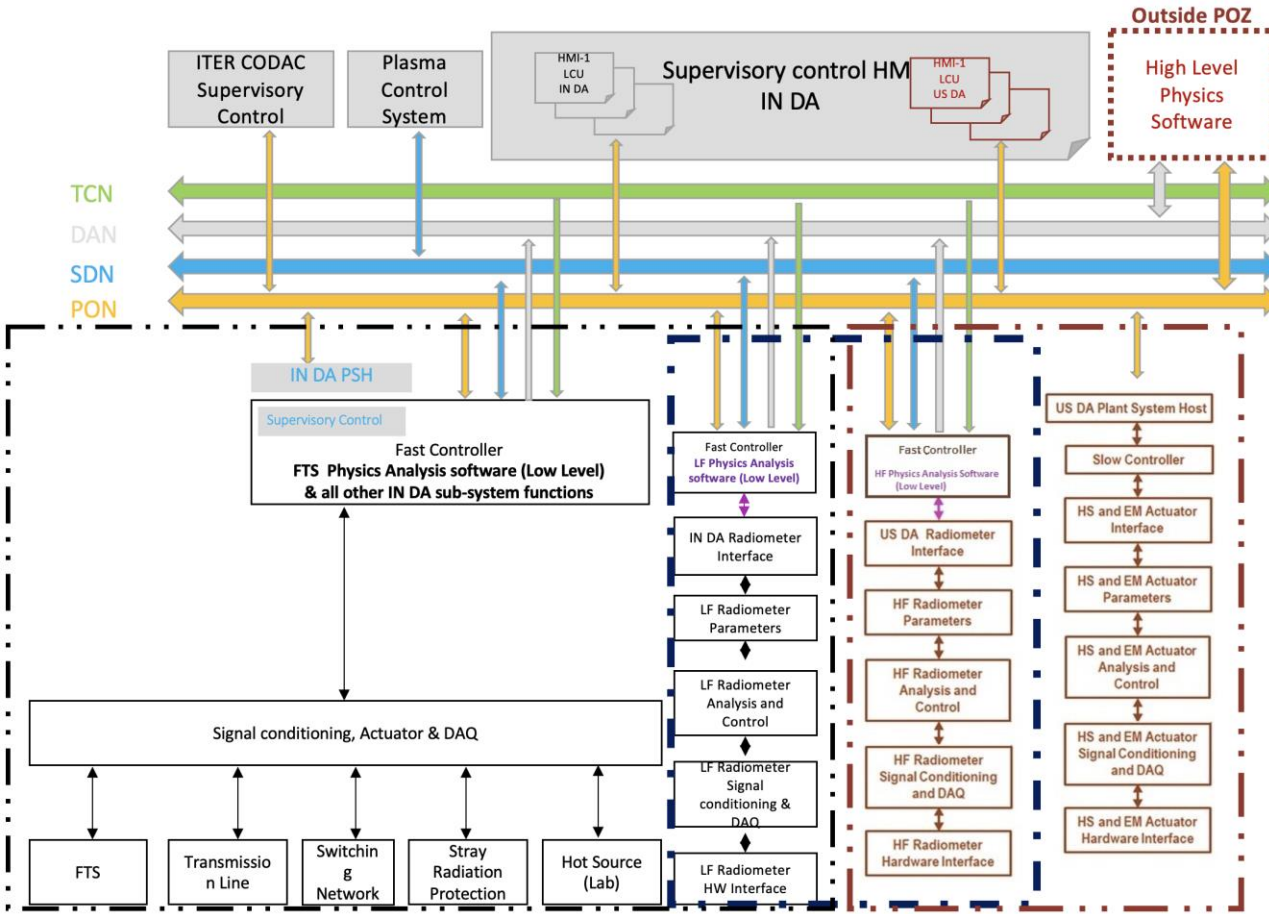 Outside POZ
ITER CODAC
Supervisory
Control
Plasma
Control
System
HMI-1
LCU
IN DA
Supervisory control HM
IN DA
HMI-1
LCU
US DA
High Level
Physics
Software
TCN
DAN
SDN
PON
IN DA PSH
Supervisory Control
Fast Controller
FTS Physics Analysis software (Low Level)
& all other IN DA sub-system functions
Signal conditioning, Actuator & DAQ
FTS
Transmissio
n Line
Switchin
g
Network
Stray
Radiation
Protection
Hot Source
(Lab)
Fast Controller
LF Physics Analysis
software (Low Level)
IN DA Radiometer
Interface
LF Radiometer
Parameters
LF Radiometer
Analysis and
Control
LF Radiometer
Signal
conditioning &
DAQ
LF Radiometer
HW Interface
Fast Controller
HF Physics Analysis Software
(Low Level)
US DA Radiometer
Interface
HF Radiometer
Parameters
HF Radiometer
Analysis and
Control
HF Radiometer
Signal Conditioning
and DAQ
HF Radiometer
Hardware Interface
US DA Plant System Host
Slow Controller
HS and EM Actuator
Interface
HS and EM Actuator
Parameters
HS and EM Actuator
Analysis and
Control
HS and EM Actuator
Signal Conditioning
and DAQ
HS and EM Actuator
Hardware Interface